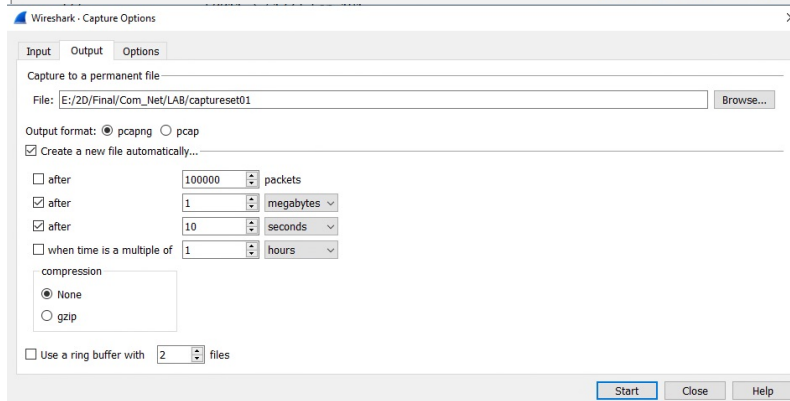 Wireshark · Capture Options
Input Output Options
Capture to a permanent file
File: E:/2D/Final/Com_Net/LAB/captureset01 Browse...
Output format: pcapng pcap
Create a new file automatically...
after 100000 packets
after 1 megabytes
after 10 seconds
when time is a multiple of 1 hours
compression
None
gzip
Use a ring buffer with 2 files
Start Close Help